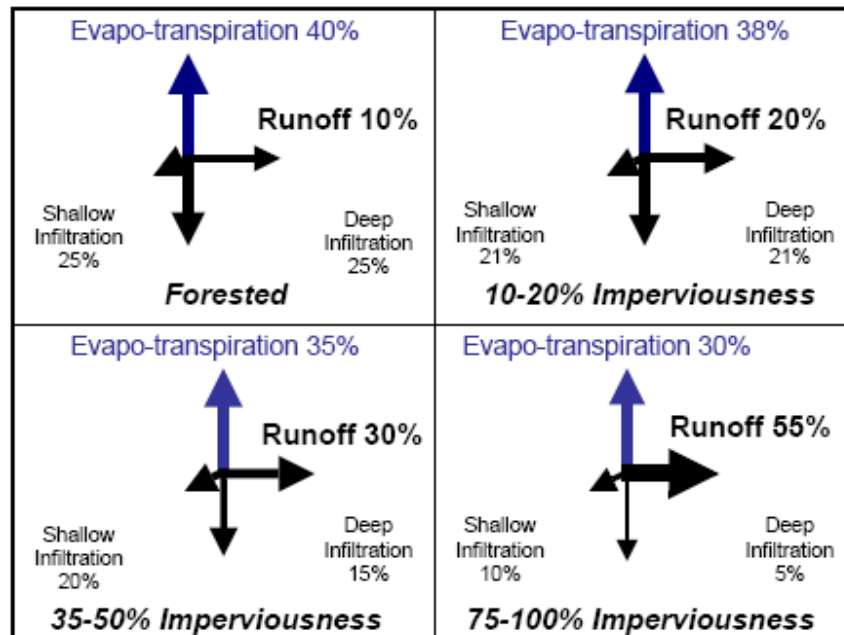 Evapo-transpiration 40%
Runoff 10%
Shallow
Infiltration
25%
Deep
Infiltration
25%
Forested
Evapo-transpiration 38%
Runoff 20%
Shallow
Infiltration
21%
Deep
Infiltration
21%
10-20% Imperviousness
Evapo-transpiration 35%
Runoff 30%
Shallow
Infiltration
20%
Deep
Infiltration
15%
35-50% Imperviousness
Evapo-transpiration 30%
Runoff 55%
Shallow
Infiltration
10%
Deep
Infiltration
5%
75-100% Imperviousness